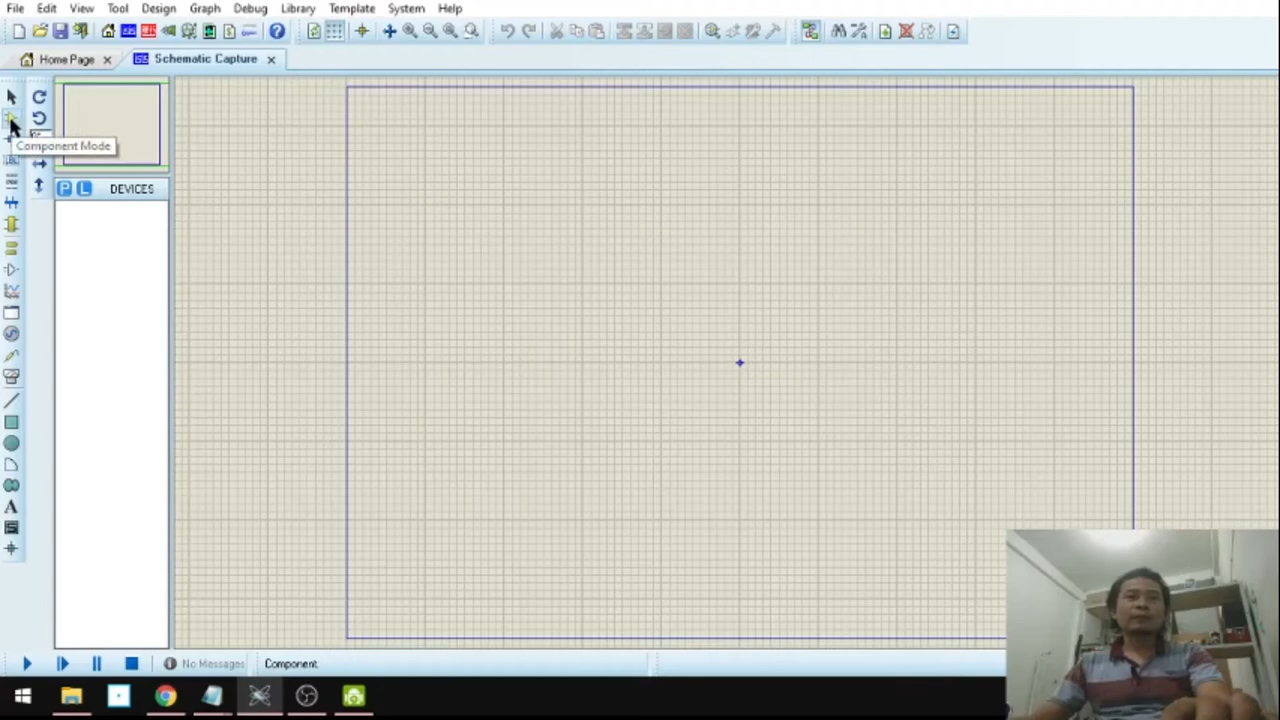 File Edit View Tool Design Graph Debug Library Template System Help
Home Page Schematic Capture
Component Mode
P L DEVICES
A
No Messages Component